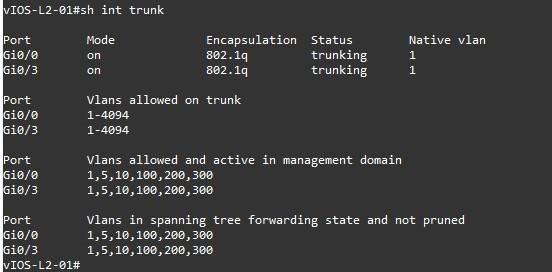 vIOS-L2-01#sh int trunk
Port Mode Encapsulation Status Native vlan
Gi0/0 on 802.1q trunking 1
Gi0/3 on 802.1q trunking 1
Port Vlans allowed on trunk
Gi0/0 1-4094
Gi0/3 1-4094
Port Vlans allowed and active in management domain
Gi0/0 1,5,10,100,200,300
Gi0/3 1,5,10,100,200,300
Port Vlans in spanning tree forwarding state and not pruned
Gi0/0 1,5,10,100,200,300
Gi0/3 1,5,10,100,200,300
vIOS-L2-01#